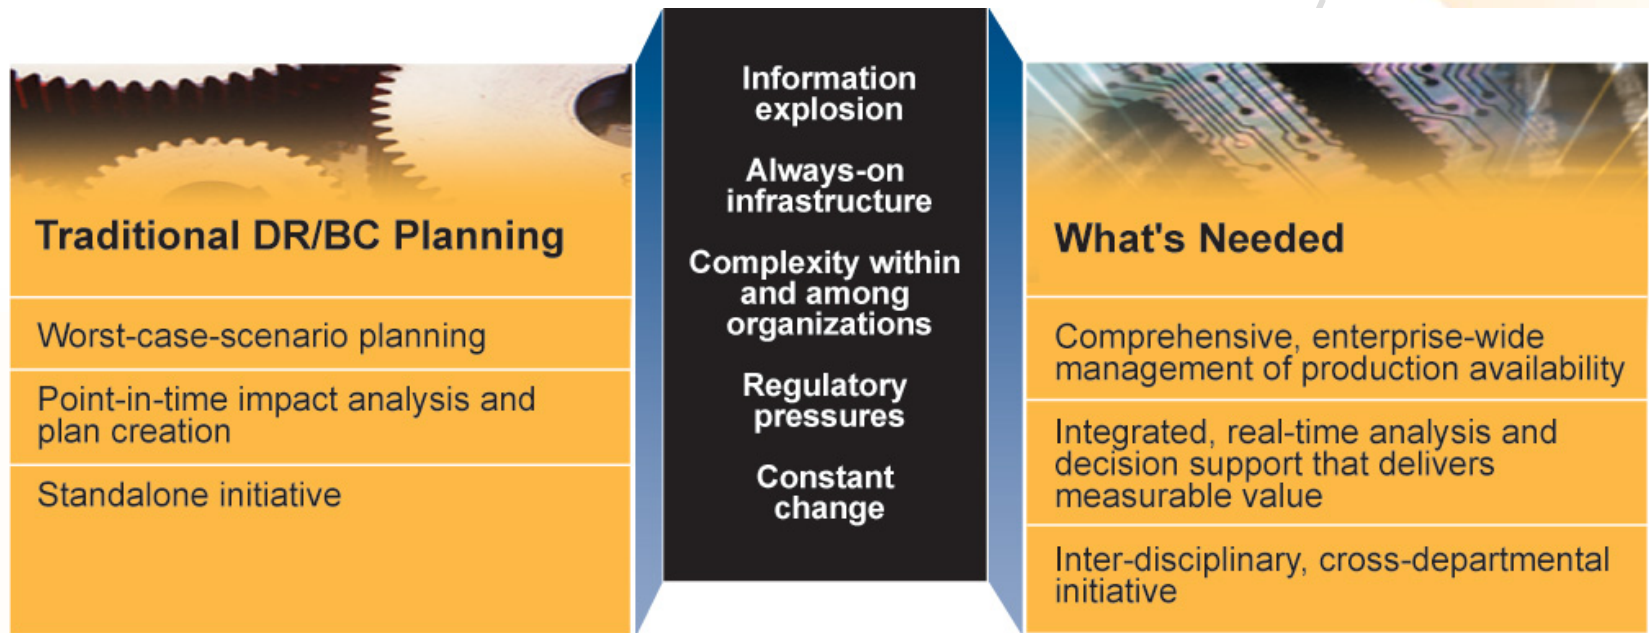 Traditional DR/BC Planning
Worst-case-scenario planning
Point-in-time impact analysis and
plan creation
Standalone initiative
Information
explosion
Always-on
infrastructure
Complexity within
and among
organizations
Regulatory
pressures
Constant
change
What's Needed
Comprehensive, enterprise-wide
management of production availability
Integrated, real-time analysis and
decision support that delivers
measurable value
Inter-disciplinary, cross-departmental
initiative